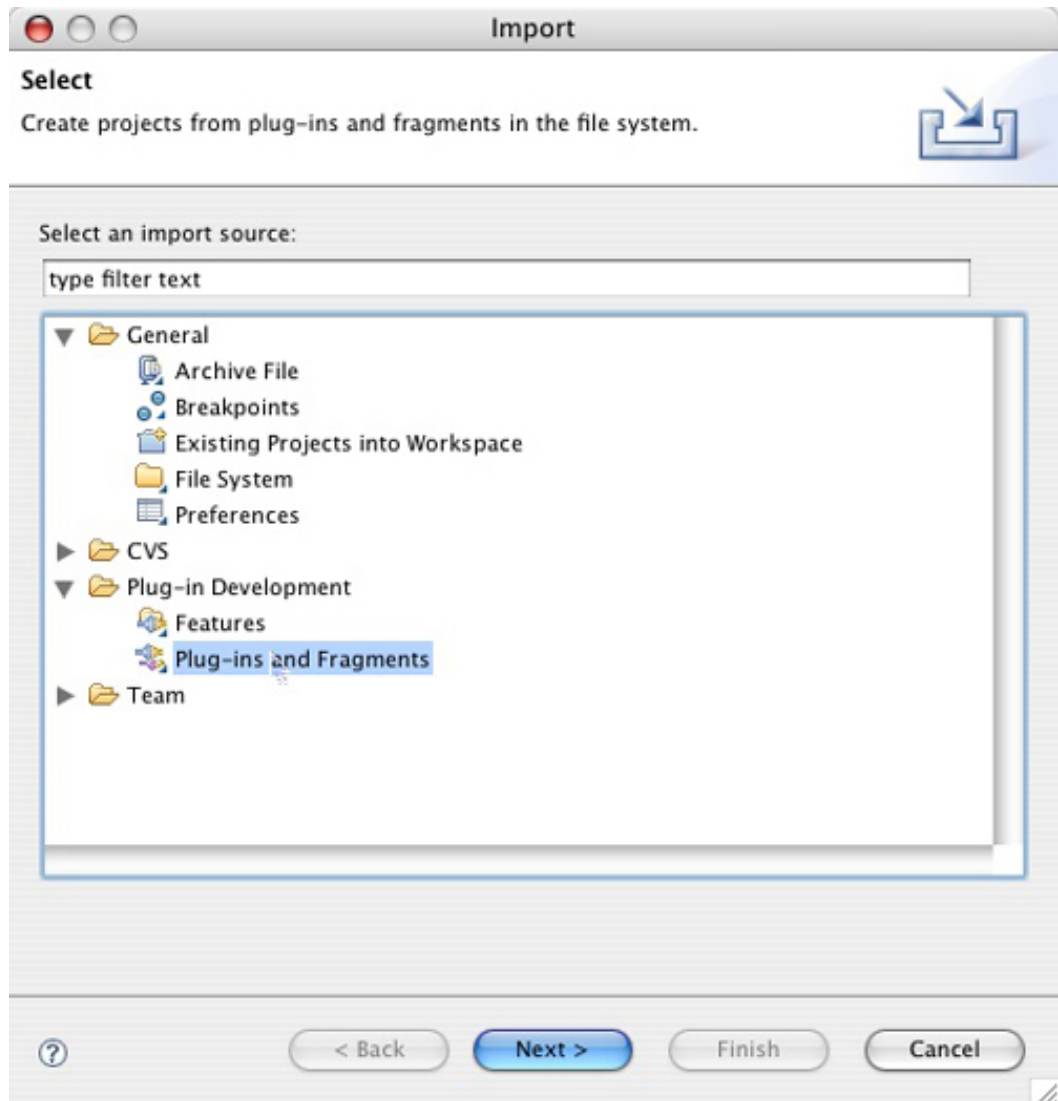 Import
Select
Create projects from plug-ins and fragments in the file system.
Select an import source:
type filter text
General
Archive File
Breakpoints
Existing Projects into Workspace
File System
Preferences
CVS
Plug-in Development
Features
Plug-ins and Fragments
Team
? < Back Next > Finish Cancel